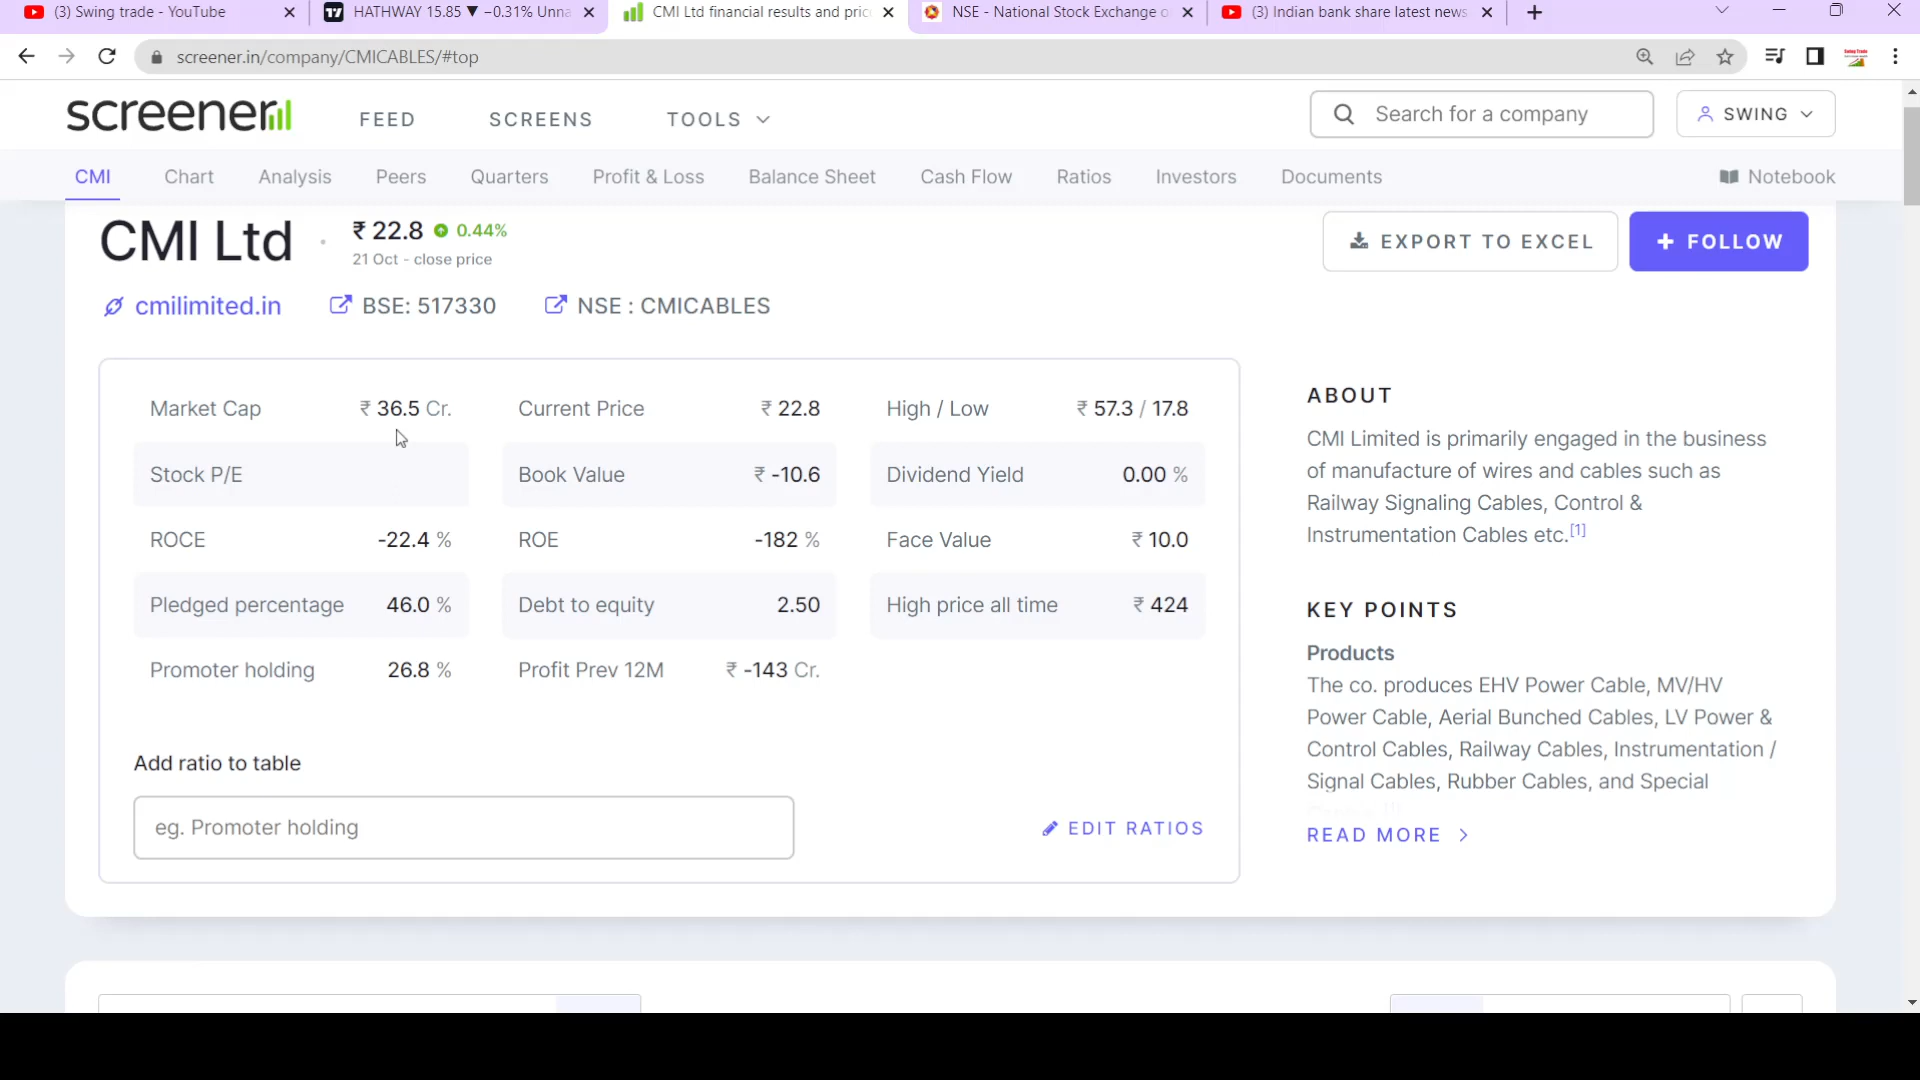 (3) Swing trade - YouTube
HATHWAY 15.85 ▼ −0.31% Unna
CMI Ltd financial results and pric
NSE - National Stock Exchange o
(3) Indian bank share latest news
screener.in/company/CMICABLES/#top
screener
FEED
SCREENS
TOOLS
Search for a company
SWING
CMI
Chart
Analysis
Peers
Quarters
Profit & Loss
Balance Sheet
Cash Flow
Ratios
Investors
Documents
Notebook
CMI Ltd
₹ 22.8 0.44%
21 Oct - close price
EXPORT TO EXCEL
+ FOLLOW
cmilimited.in
BSE: 517330
NSE : CMICABLES
Market Cap ₹ 36.5 Cr.
Current Price ₹ 22.8
High / Low ₹ 57.3 / 17.8
Stock P/E
Book Value ₹ -10.6
Dividend Yield 0.00 %
ROCE -22.4 %
ROE -182 %
Face Value ₹ 10.0
Pledged percentage 46.0 %
Debt to equity 2.50
High price all time ₹ 424
Promoter holding 26.8 %
Profit Prev 12M ₹ -143 Cr.
Add ratio to table
eg. Promoter holding
EDIT RATIOS
ABOUT
CMI Limited is primarily engaged in the business
of manufacture of wires and cables such as
Railway Signaling Cables, Control &
Instrumentation Cables etc.[1]
KEY POINTS
Products
The co. produces EHV Power Cable, MV/HV
Power Cable, Aerial Bunched Cables, LV Power &
Control Cables, Railway Cables, Instrumentation /
Signal Cables, Rubber Cables, and Special
READ MORE >